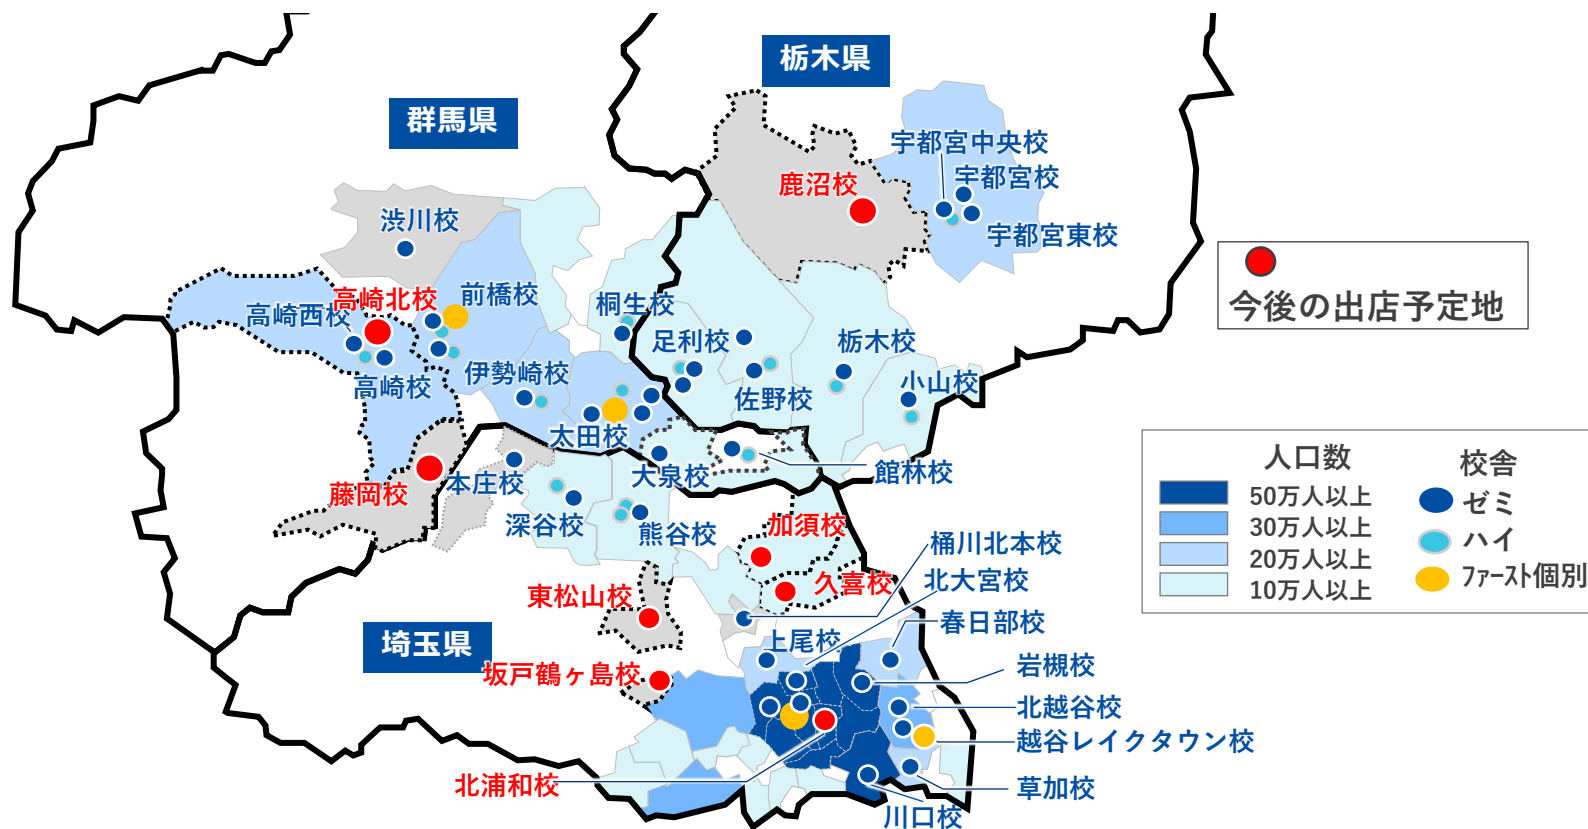 栃木県
群馬県
宇都宮中央校
宇都宮校
鹿沼校
宇都宮東校
渋川校
高崎北校
前橋校
高崎西校
桐生校
足利校
栃木校
高崎校
伊勢崎校
佐野校
小山校
太田校
大泉校
館林校
藤岡校
本庄校
深谷校
熊谷校
加須校
桶川北本校
北大宮校
久喜校
東松山校
春日部校
埼玉県
上尾校
坂戸鶴ヶ島校
岩槻校
北越谷校
越谷レイクタウン校
北浦和校
草加校
川口校
今後の出店予定地
人口数
50万人以上
30万人以上
20万人以上
10万人以上
校舎
ゼミ
ハイ
ファースト個別